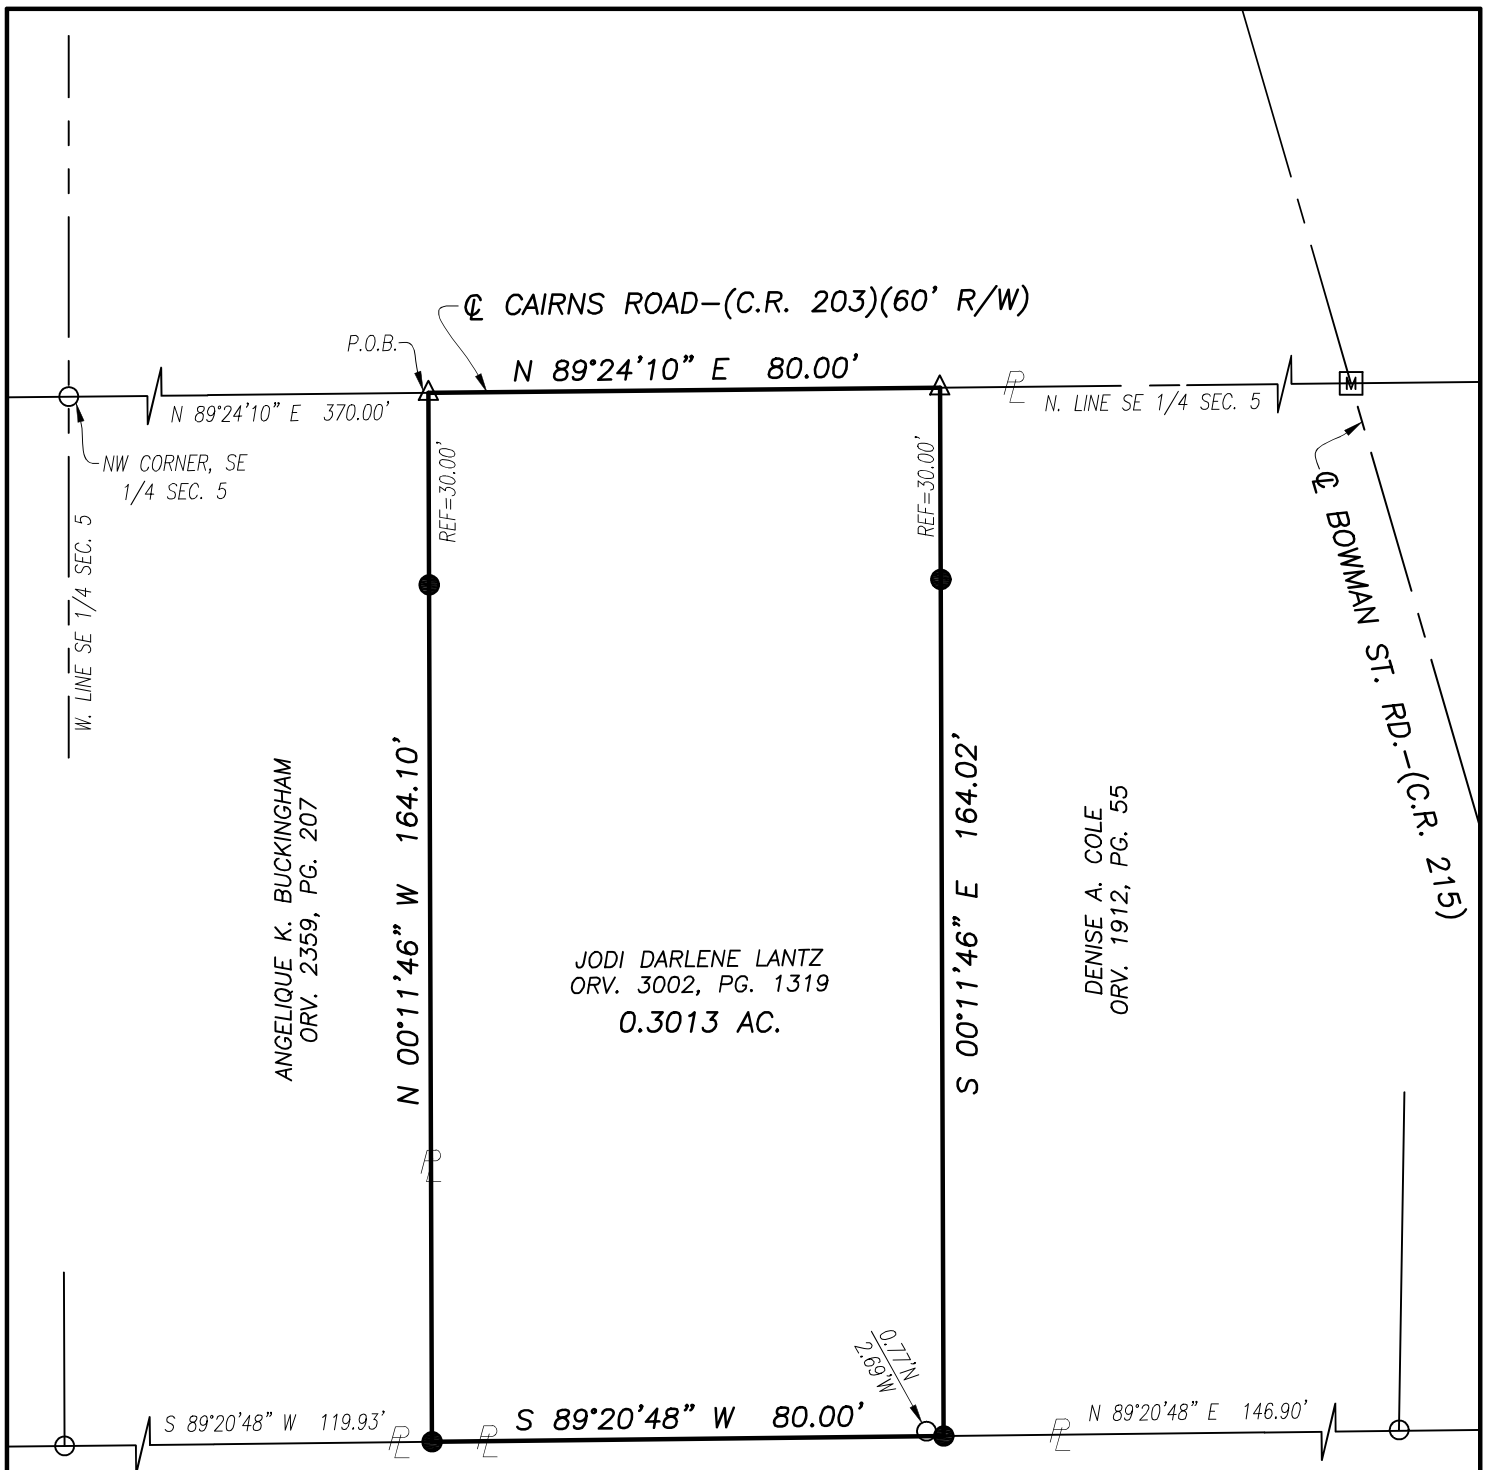 ℄ CAIRNS ROAD-(C.R. 203)(60' R/W)
P.O.B.
N 89°24'10" E 80.00'
N 89°24'10" E 370.00'
℄
N. LINE SE 1/4 SEC. 5
M
NW CORNER, SE
1/4 SEC. 5
W. LINE SE 1/4 SEC. 5
REF=30.00'
REF=30.00'
℄ BOWMAN ST. RD.-(C.R. 215)
ANGELIQUE K. BUCKINGHAM
ORV. 2359, PG. 207
N 00°11'46" W 164.10'
JODI DARLENE LANTZ
ORV. 3002, PG. 1319
0.3013 AC.
S 00°11'46" E 164.02'
DENISE A. COLE
ORV. 1912, PG. 55
PL
0.77'N
2.69'W
S 89°20'48" W 119.93'
PL
PL
S 89°20'48" W 80.00'
PL
N 89°20'48" E 146.90'